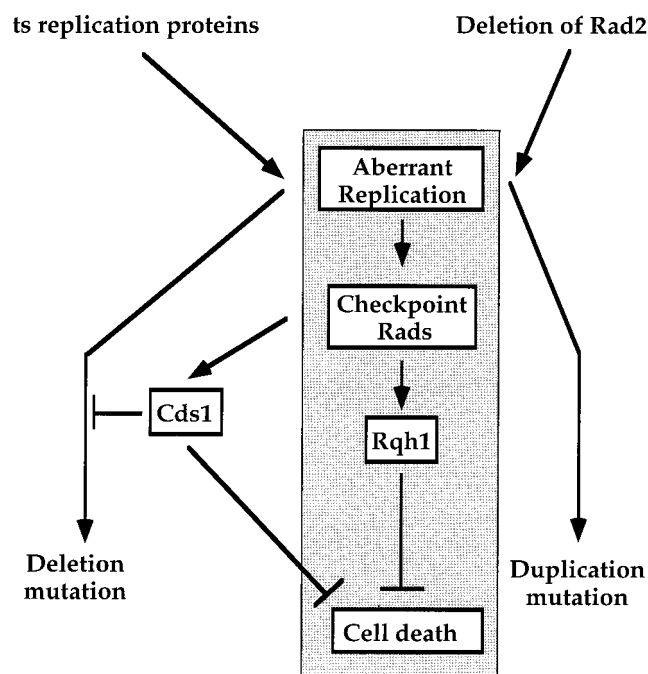 ts replication proteins
Deletion of Rad2
Aberrant
Replication
Checkpoint
Rads
Cds1
Rqh1
Deletion
mutation
Duplication
mutation
Cell death